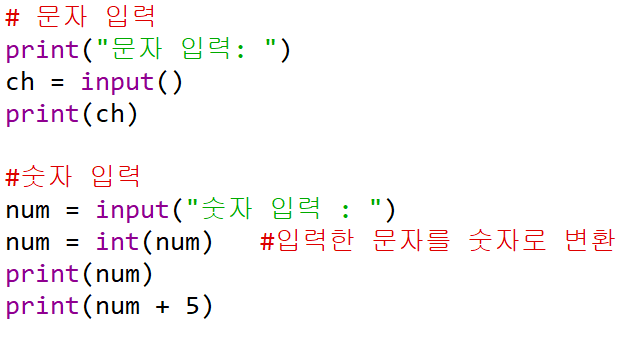 # 문자 입력
print("문자 입력: ")
ch = input()
print(ch)

#숫자 입력
num = input("숫자 입력 : ")
num = int(num)   #입력한 문자를 숫자로 변환
print(num)
print(num + 5)